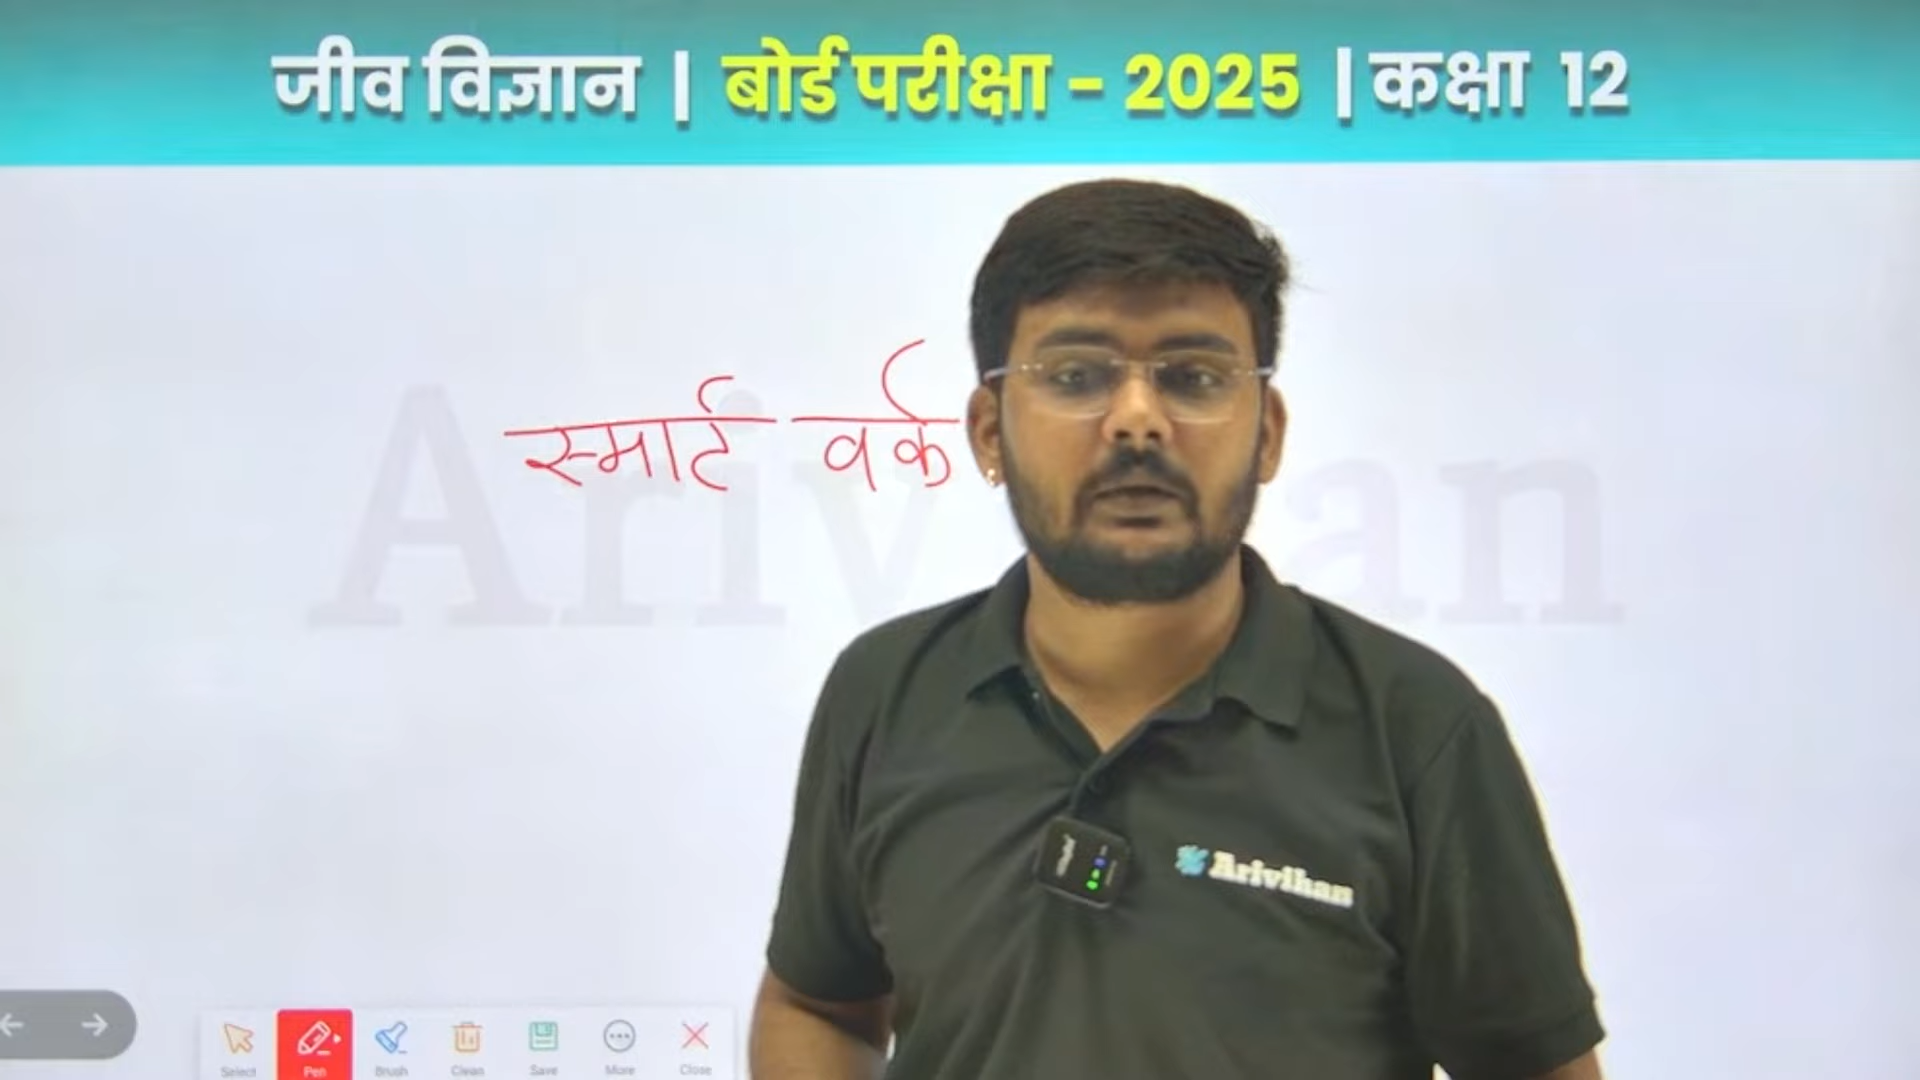 जीव विज्ञान | बोर्ड परीक्षा - 2025 | कक्षा 12
स्मार्ट वर्क
Arivihan
Select Pen Brush Clean Save More Close